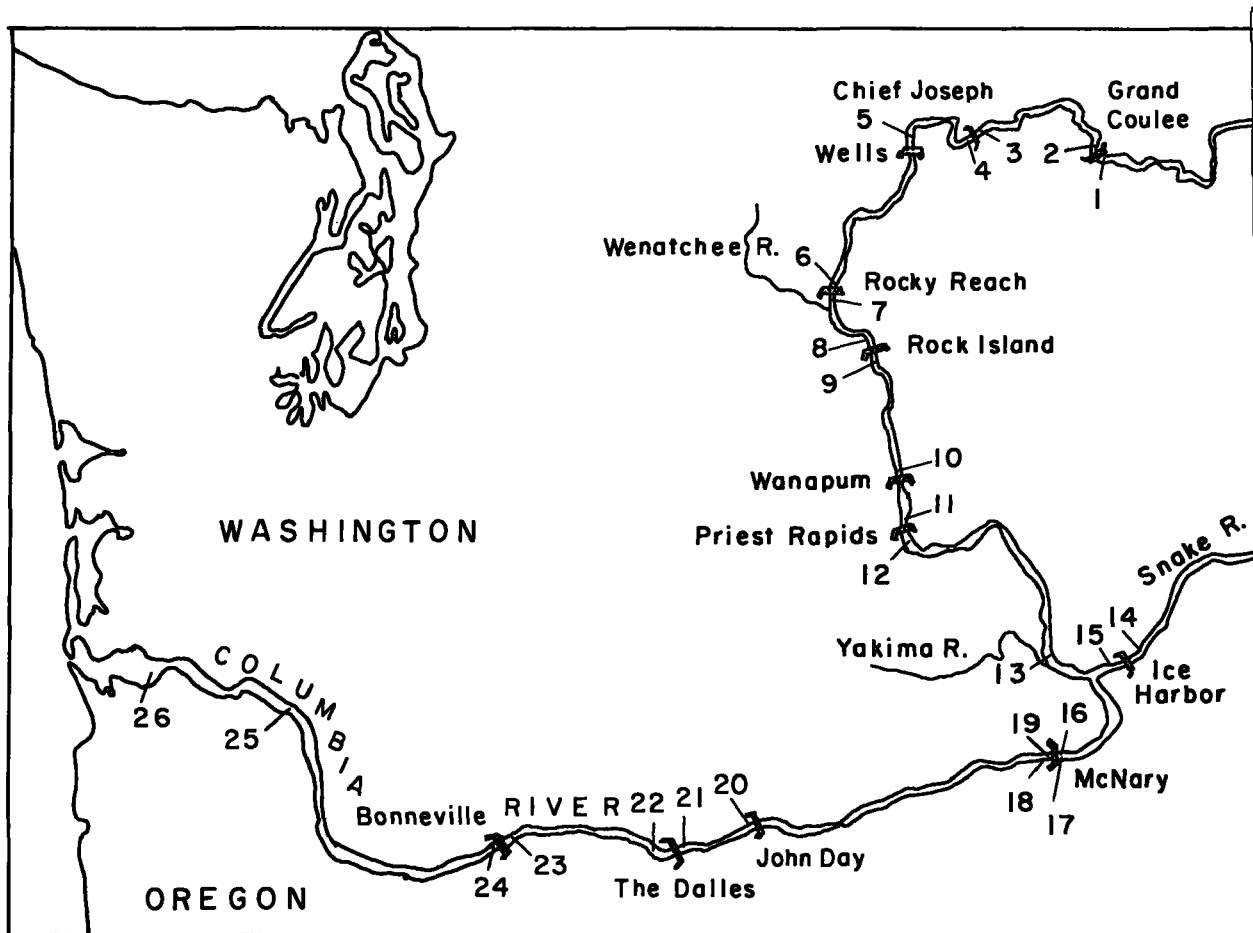 Chief Joseph
Grand
Coulee
5
3
2
Wells
4
1
Wenatchee R.
6
Rocky Reach
7
8
Rock Island
9
10
Wanapum
11
WASHINGTON
Priest Rapids
12
Snake R.
14
15
Yakima R.
13
Ice
Harbor
COLUMBIA
26
25
19
16
McNary
18
17
20
Bonneville
RIVER
22
21
John Day
23
24
The Dalles
OREGON